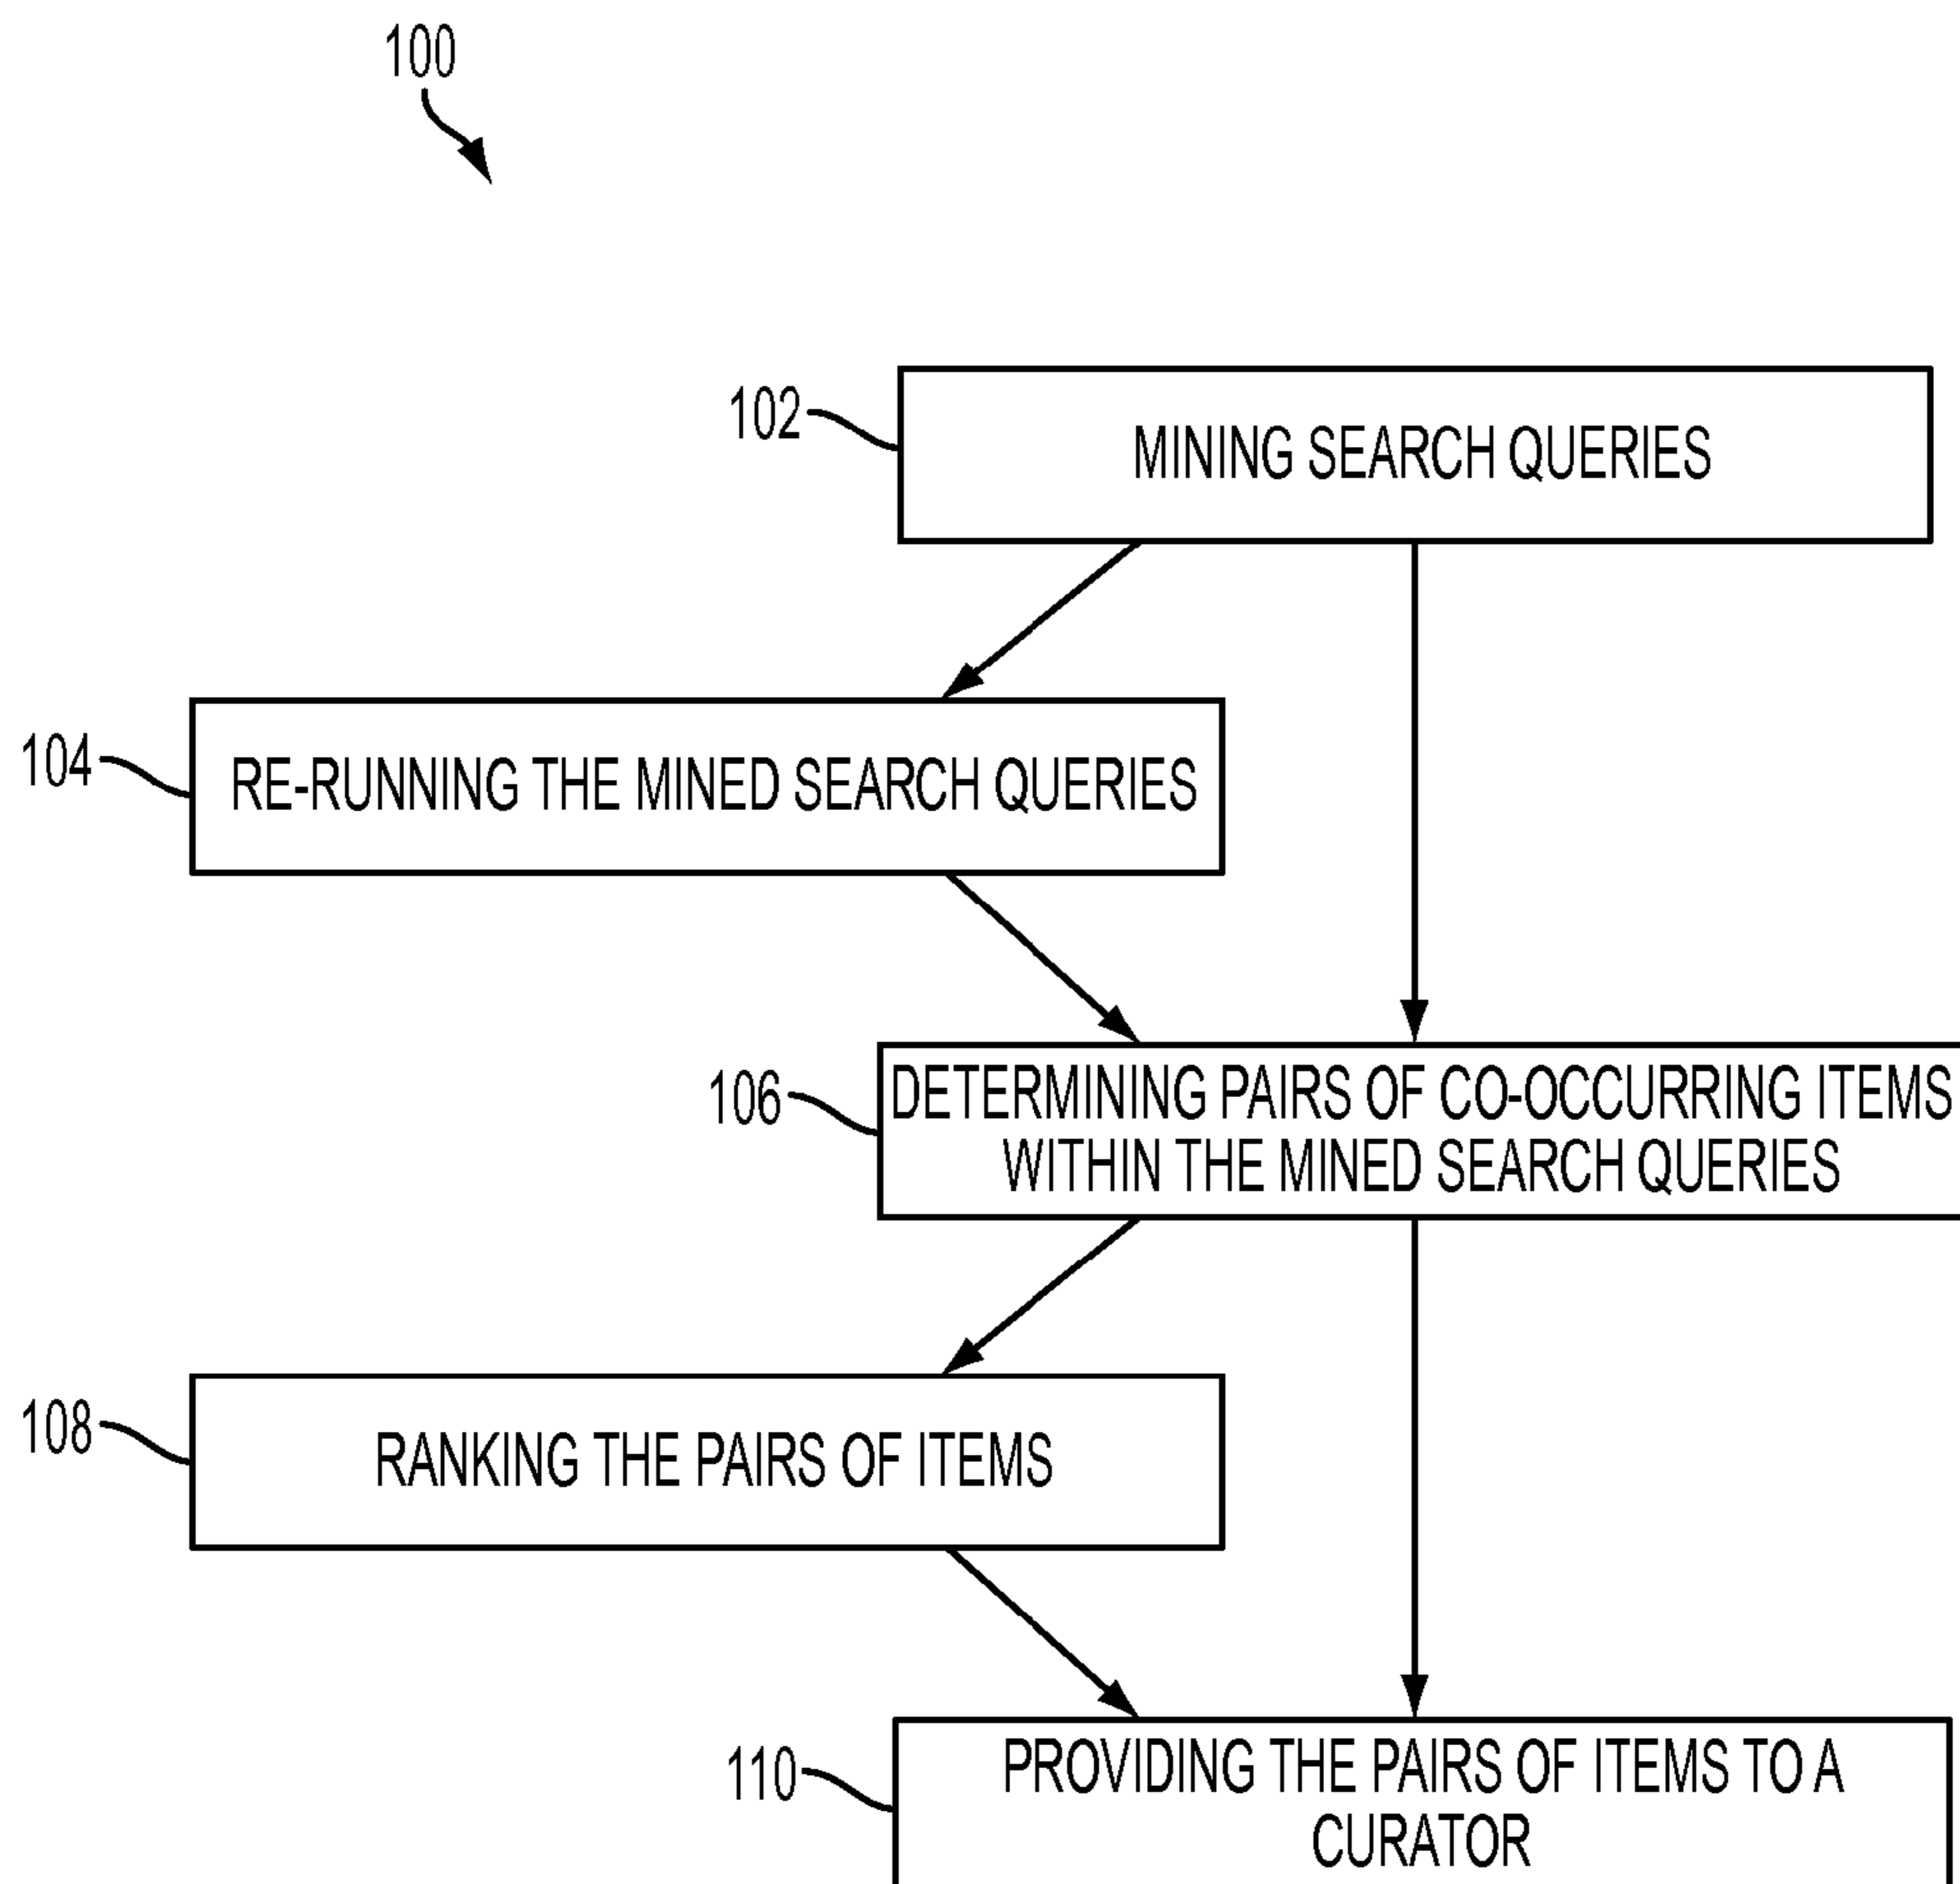 100
102
MINING SEARCH QUERIES
104
RE-RUNNING THE MINED SEARCH QUERIES
106
DETERMINING PAIRS OF CO-OCCURRING ITEMS
WITHIN THE MINED SEARCH QUERIES
108
RANKING THE PAIRS OF ITEMS
110
PROVIDING THE PAIRS OF ITEMS TO A
CURATOR